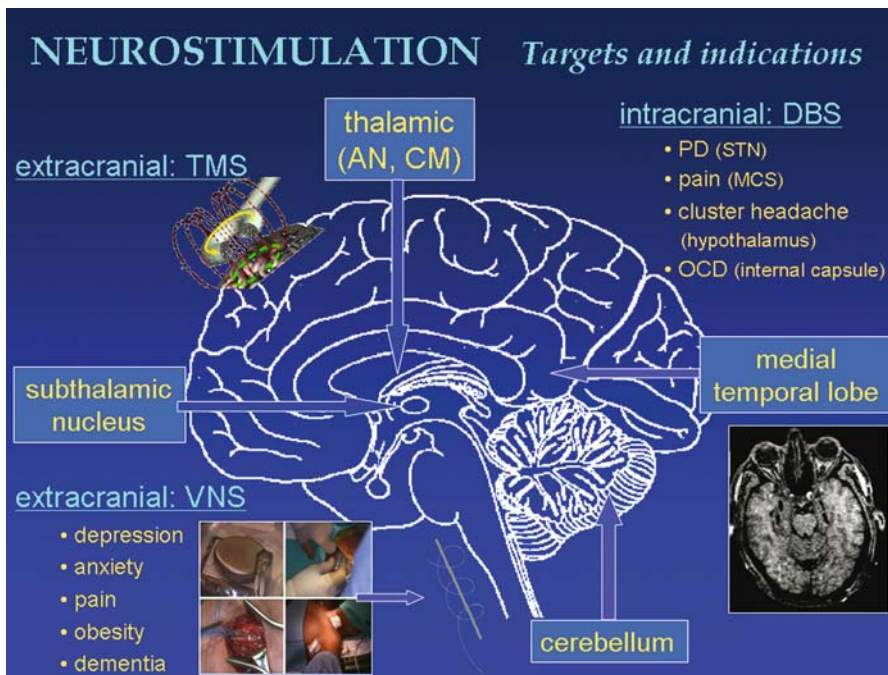 NEUROSTIMULATION Targets and indications
thalamic
(AN, CM)
intracranial: DBS
• PD (STN)
• pain (MCS)
• cluster headache
(hypothalamus)
• OCD (internal capsule)
extracranial: TMS
subthalamic
nucleus
medial
temporal lobe
extracranial: VNS
• depression
• anxiety
• pain
• obesity
• dementia
cerebellum